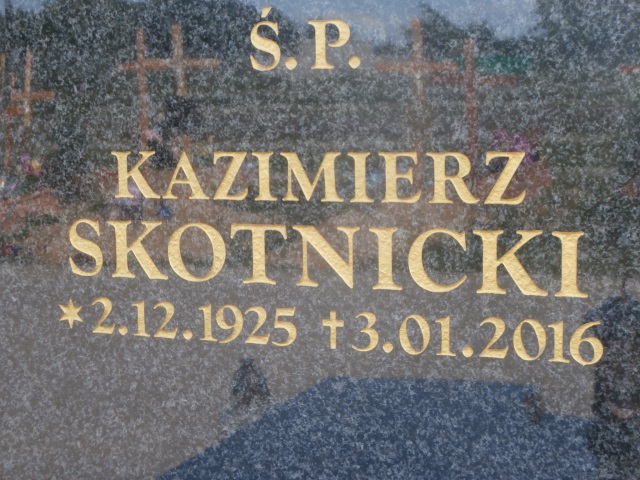 Ś.P.
KAZIMIERZ
SKOTNICKI
✶2.12.1925 ✝3.01.2016